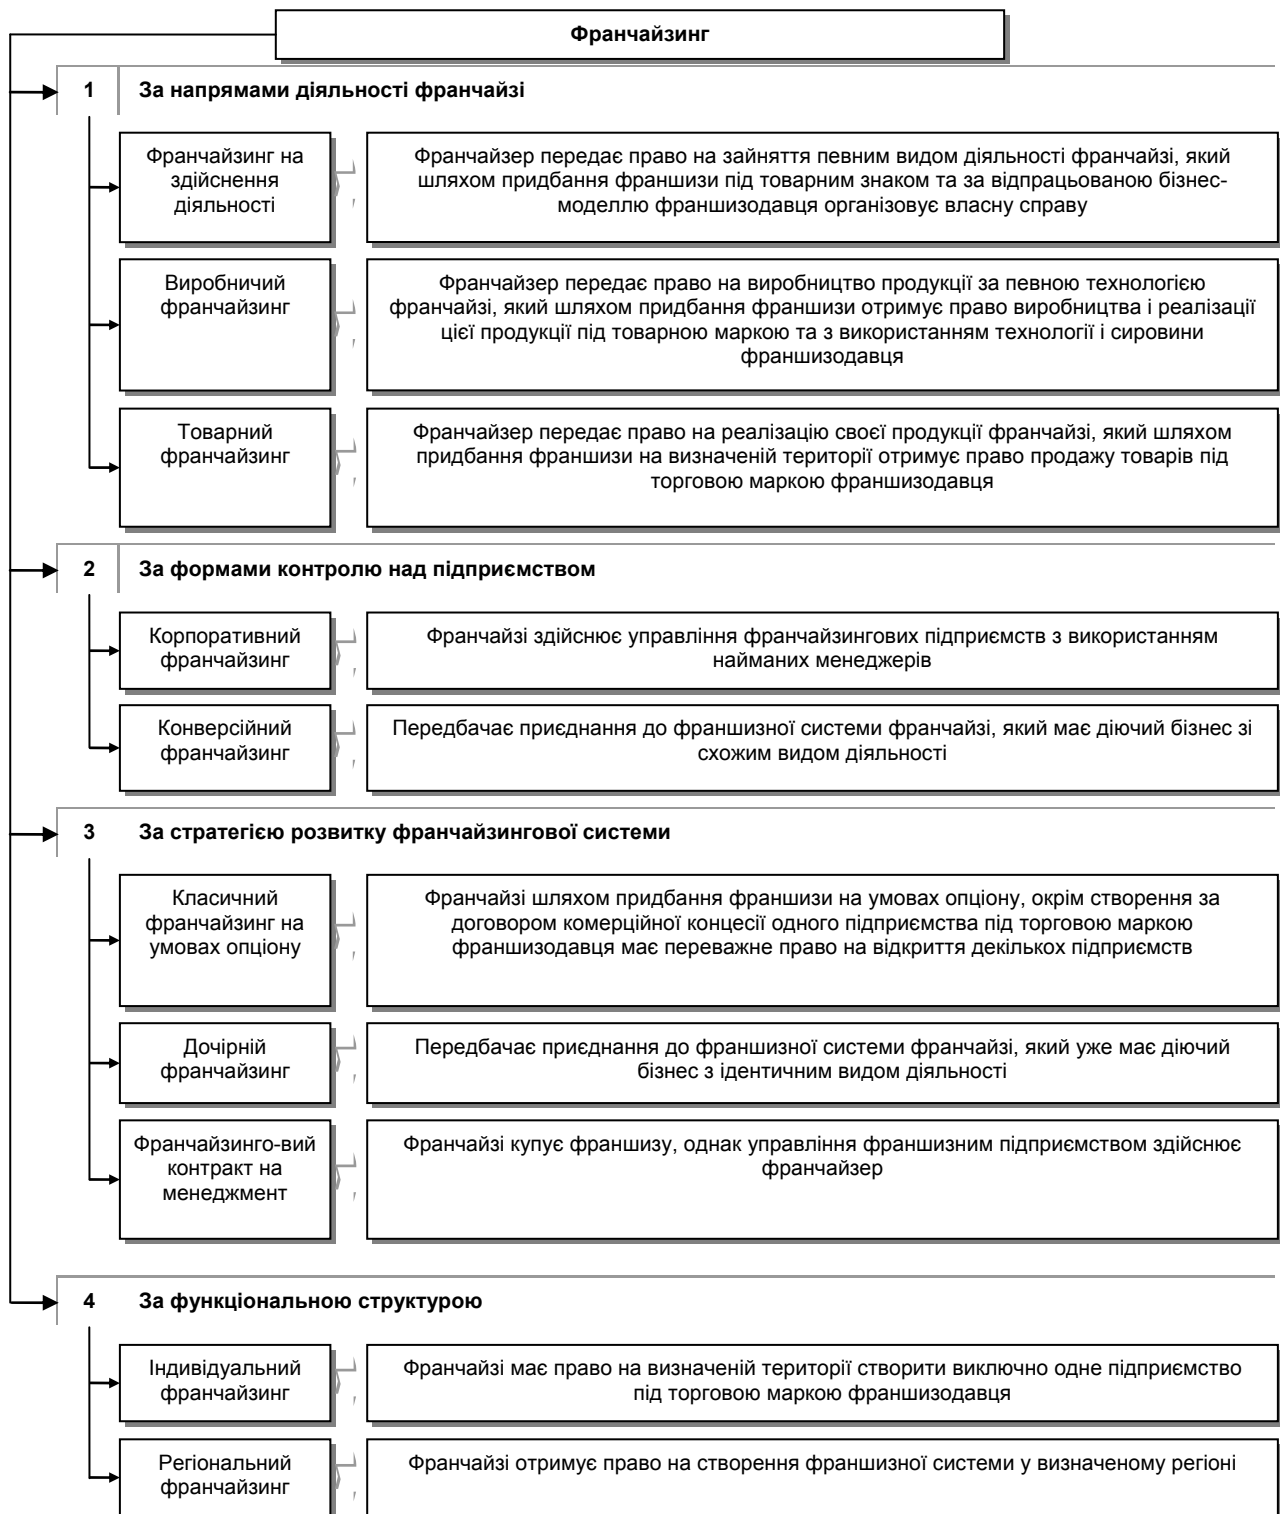 Франчайзинг
1 За напрямами діяльності франчайзі
Франчайзинг на
здійснення
діяльності
Франчайзер передає право на зайняття певним видом діяльності франчайзі, який
шляхом придбання франшизи під товарним знаком та за відпрацьованою бізнес-
моделлю франшизодавця організовує власну справу
Виробничий
франчайзинг
Франчайзер передає право на виробництво продукції за певною технологією
франчайзі, який шляхом придбання франшизи отримує право виробництва і реалізації
цієї продукції під товарною маркою та з використанням технології і сировини
франшизодавця
Товарний
франчайзинг
Франчайзер передає право на реалізацію своєї продукції франчайзі, який шляхом
придбання франшизи на визначеній території отримує право продажу товарів під
торговою маркою франшизодавця
2 За формами контролю над підприємством
Корпоративний
франчайзинг
Франчайзі здійснює управління франчайзингових підприємств з використанням
найманих менеджерів
Конверсійний
франчайзинг
Передбачає приєднання до франшизної системи франчайзі, який має діючий бізнес зі
схожим видом діяльності
3 За стратегією розвитку франчайзингової системи
Класичний
франчайзинг на
умовах опціону
Франчайзі шляхом придбання франшизи на умовах опціону, окрім створення за
договором комерційної концесії одного підприємства під торговою маркою
франшизодавця має переважне право на відкриття декількох підприємств
Дочірній
франчайзинг
Передбачає приєднання до франшизної системи франчайзі, який уже має діючий
бізнес з ідентичним видом діяльності
Франчайзинго-вий
контракт на
менеджмент
Франчайзі купує франшизу, однак управління франшизним підприємством здійснює
франчайзер
4 За функціональною структурою
Індивідуальний
франчайзинг
Франчайзі має право на визначеній території створити виключно одне підприємство
під торговою маркою франшизодавця
Регіональний
франчайзинг
Франчайзі отримує право на створення франшизної системи у визначеному регіоні